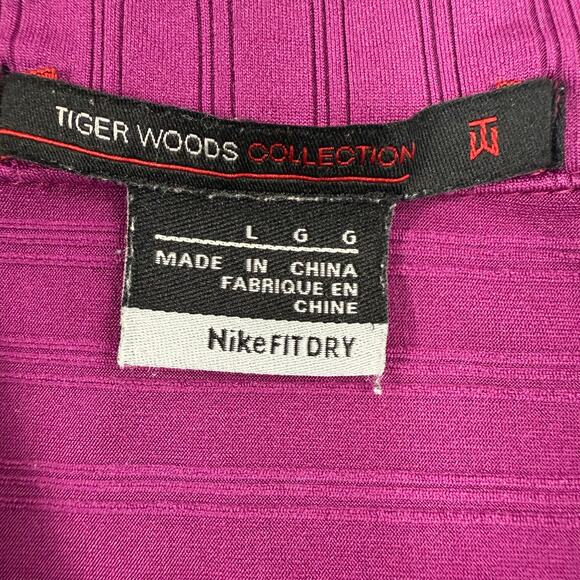 TIGER WOODS COLLECTION TW
L G G
MADE IN CHINA
FABRIQUE EN
CHINE
NikeFITDRY